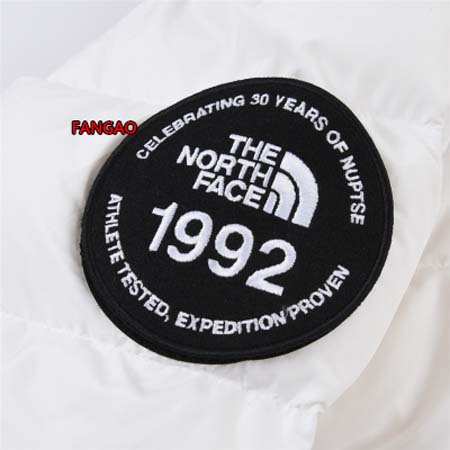 FANGAO
CELEBRATING 30 YEARS OF NUPTSE
THE
NORTH
FACE
1992
ATHLETE TESTED, EXPEDITION PROVEN